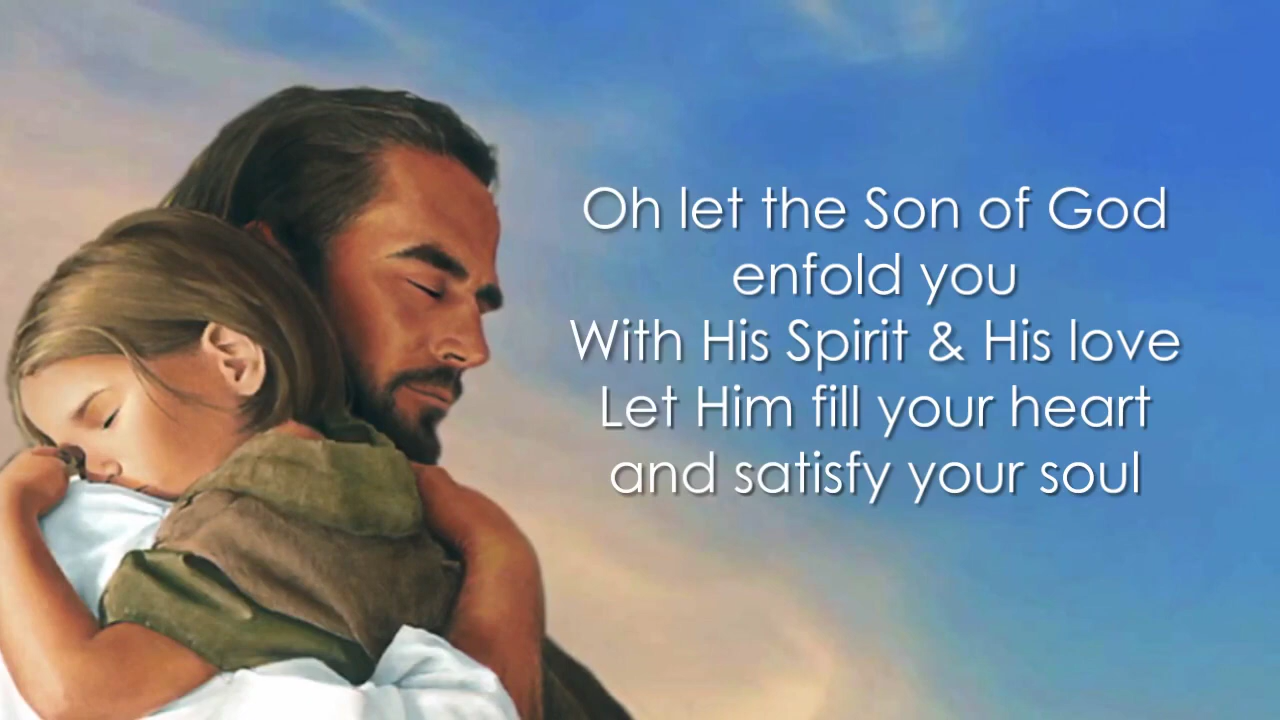 Oh let the Son of God
enfold you
With His Spirit & His love
Let Him fill your heart
and satisfy your soul